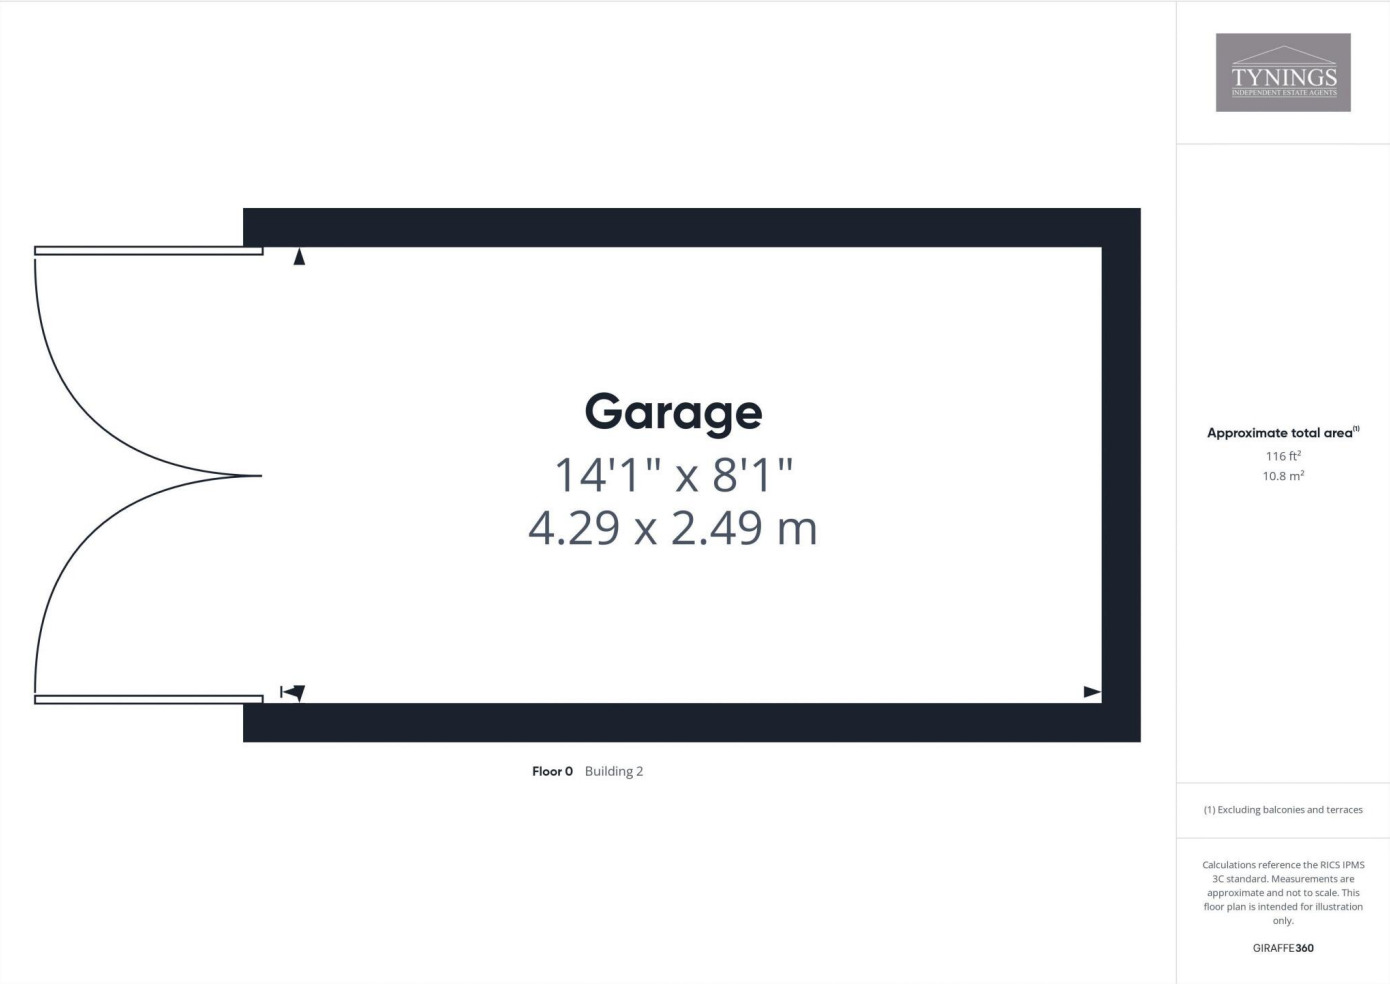 TYNINGS
INDEPENDENT ESTATE AGENTS
Garage
14'1" x 8'1"
4.29 x 2.49 m
Approximate total area(1)
116 ft²
10.8 m²
Floor 0 Building 2
(1) Excluding balconies and terraces
Calculations reference the RICS IPMS
3C standard. Measurements are
approximate and not to scale. This
floor plan is intended for illustration
only.
GIRAFFE360